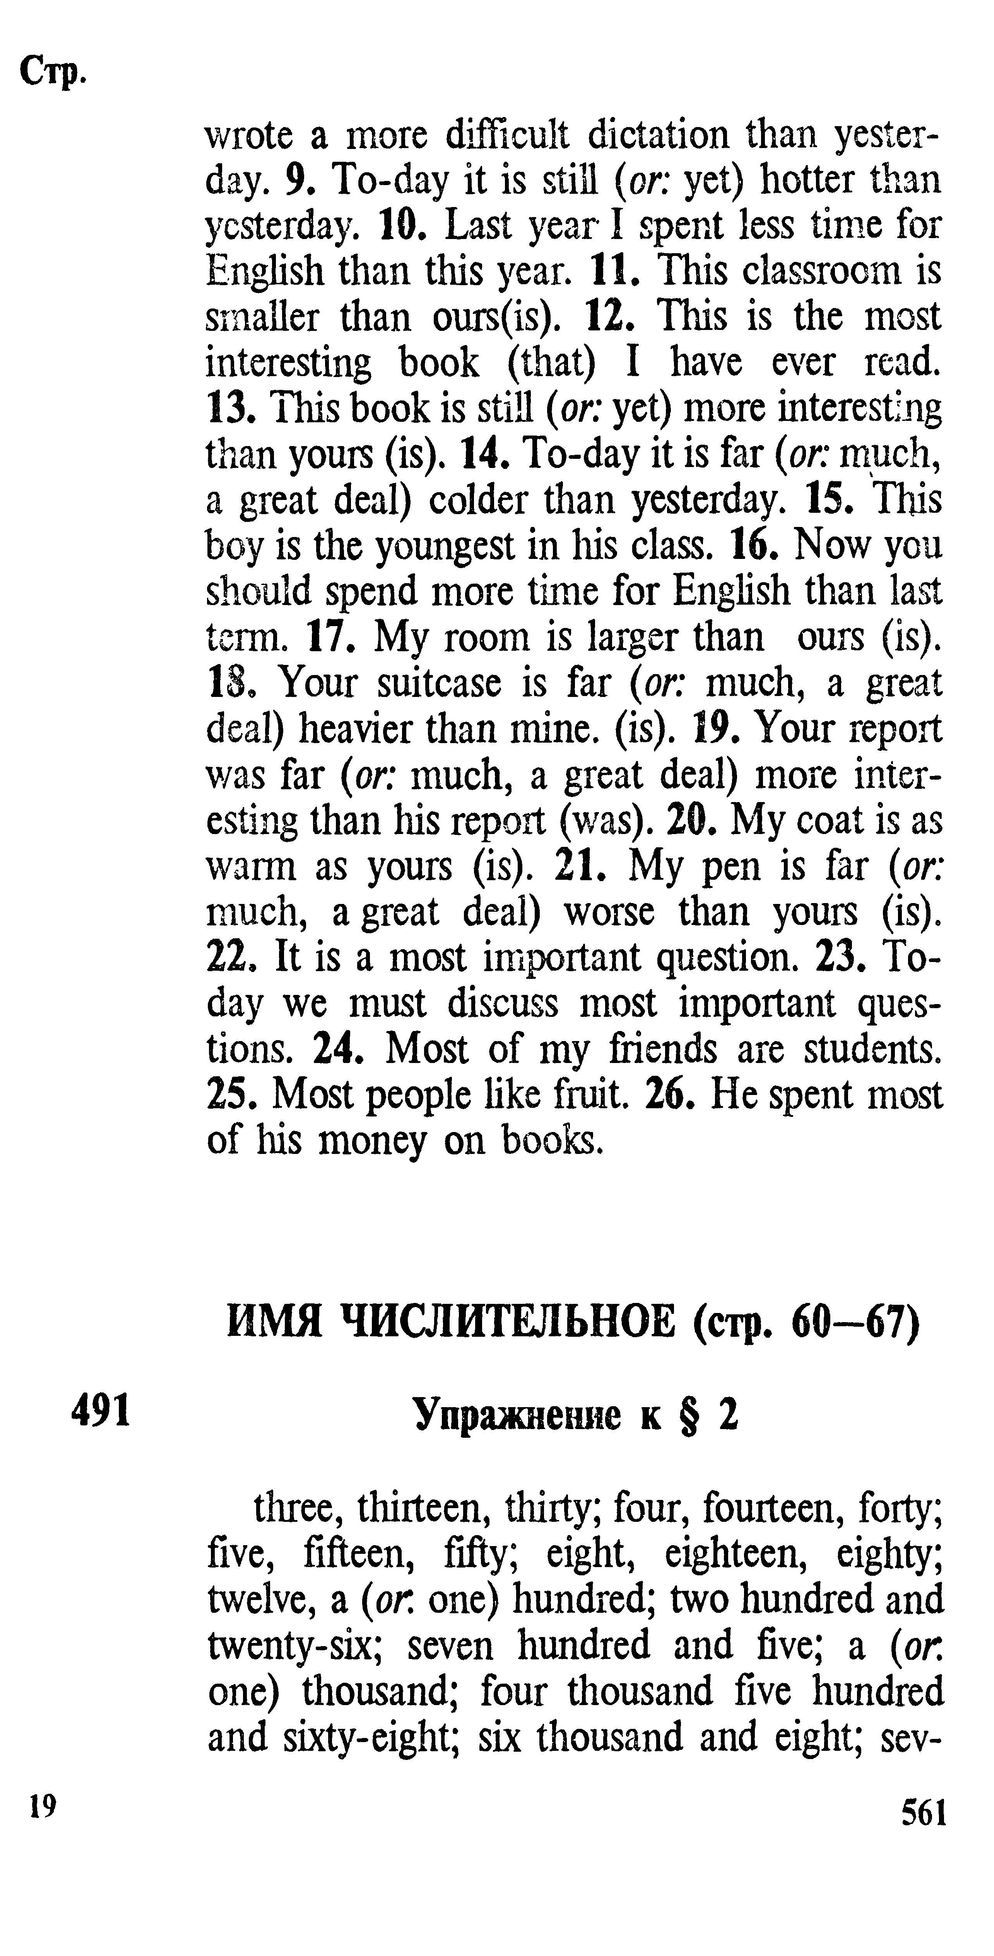 Стр.
wrote a more difficult dictation than yester-
day. 9. To-day it is still (or: yet) hotter than
yesterday. 10. Last year I spent less time for
English than this year. 11. This classroom is
smaller than ours(is). 12. This is the most
interesting book (that) I have ever read.
13. This book is still (or: yet) more interesting
than yours (is). 14. To-day it is far (or: much,
a great deal) colder than yesterday. 15. This
boy is the youngest in his class. 16. Now you
should spend more time for English than last
term. 17. My room is larger than ours (is).
18. Your suitcase is far (or: much, a great
deal) heavier than mine. (is). 19. Your report
was far (or: much, a great deal) more inter-
esting than his report (was). 20. My coat is as
warm as yours (is). 21. My pen is far (or:
much, a great deal) worse than yours (is).
22. It is a most important question. 23. To-
day we must discuss most important ques-
tions. 24. Most of my friends are students.
25. Most people like fruit. 26. He spent most
of his money on books.
ИМЯ ЧИСЛИТЕЛЬНОЕ (стр. 60—67)
491 Упражнение к § 2
three, thirteen, thirty; four, fourteen, forty;
five, fifteen, fifty; eight, eighteen, eighty;
twelve, a (or: one) hundred; two hundred and
twenty-six; seven hundred and five; a (or:
one) thousand; four thousand five hundred
and sixty-eight; six thousand and eight; sev-
19 561